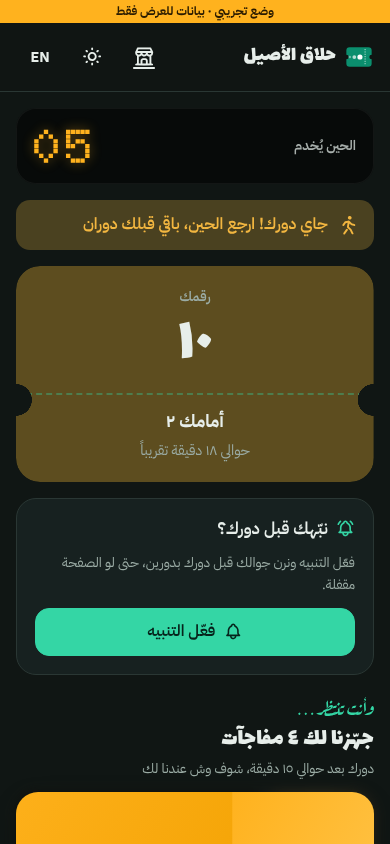 وضع تجريبي · بيانات للعرض فقط
حلاق الأصيل
EN
الحين يُخدم
05
جاي دورك! ارجع الحين، باقي قبلك دوران
رقمك
١٠
أمامك ٢
حوالي ١٨ دقيقة تقريباً
نبّهك قبل دورك؟
فعّل التنبيه ونرن جوالك قبل دورك بدورين، حتى لو الصفحة
مقفلة.
فعّل التنبيه
وأنت تنتظر...
جهّزنا لك ٤ مفاجآت
دورك بعد حوالي ١٥ دقيقة، شوف وش عندنا لك